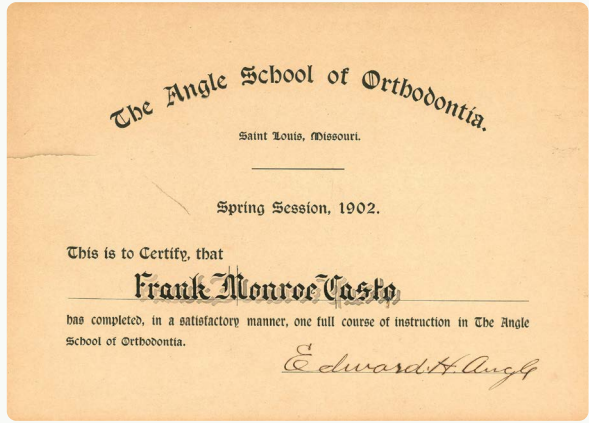 The Angle School of Orthodontia.
Saint Louis, Missouri.
Spring Session, 1902.
This is to Certify, that
Frank Monroe Casto
has completed, in a satisfactory manner, one full course of instruction in The Angle
School of Orthodontia.
Edward H. Angle